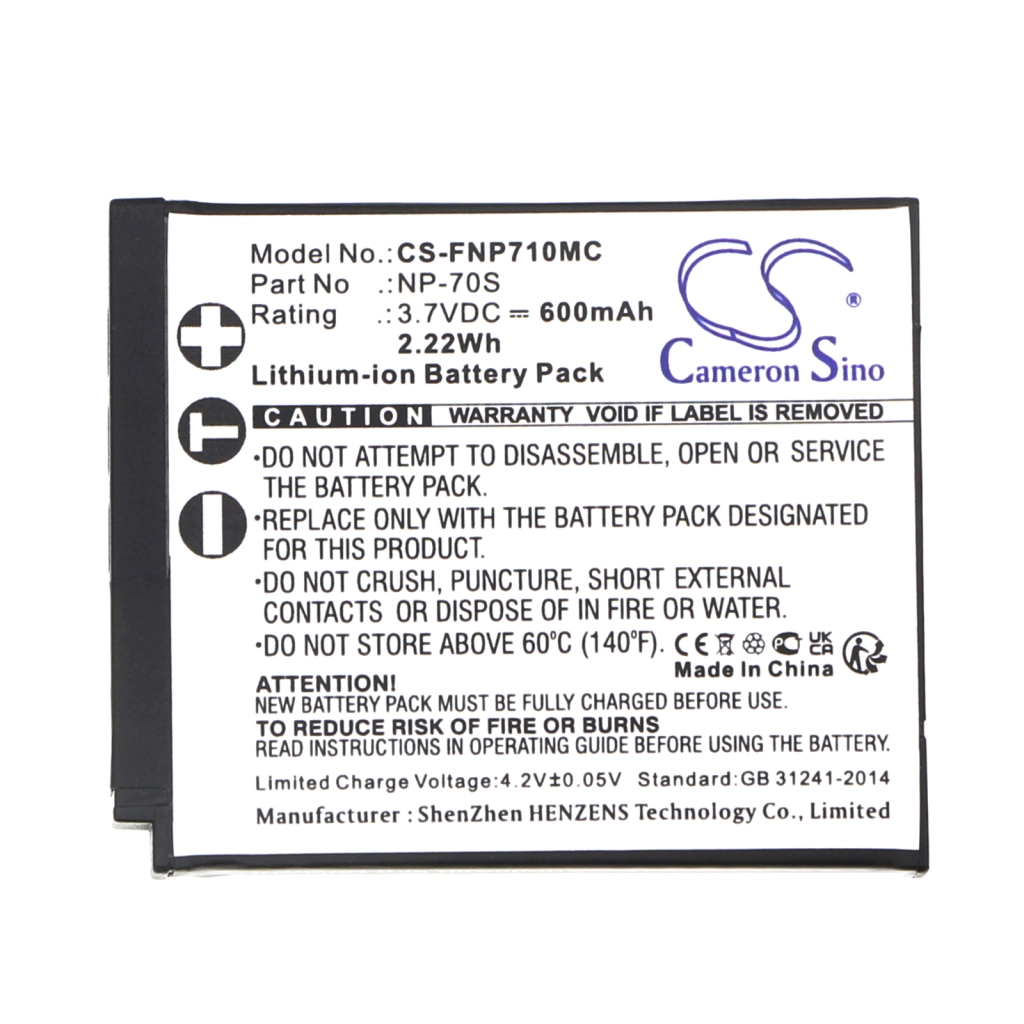 Model No.: CS-FNP710MC
Part No .: NP-70S
Rating .: 3.7VDC ⎓ 600mAh
2.22Wh
Lithium-ion Battery Pack
CS ®
Cameron Sino
CAUTION WARRANTY VOID IF LABEL IS REMOVED
•DO NOT ATTEMPT TO DISASSEMBLE, OPEN OR SERVICE
THE BATTERY PACK.
•REPLACE ONLY WITH THE BATTERY PACK DESIGNATED
FOR THIS PRODUCT.
•DO NOT CRUSH, PUNCTURE, SHORT EXTERNAL
CONTACTS OR DISPOSE OF IN FIRE OR WATER.
•DO NOT STORE ABOVE 60°C (140°F). CE UK CA
Made In China
ATTENTION!
NEW BATTERY PACK MUST BE FULLY CHARGED BEFORE USE.
TO REDUCE RISK OF FIRE OR BURNS
READ INSTRUCTIONS IN OPERATING GUIDE BEFORE USING THE BATTERY.
Limited Charge Voltage:4.2V±0.05V Standard:GB 31241-2014
Manufacturer : ShenZhen HENZENS Technology Co., Limited
+
T
-